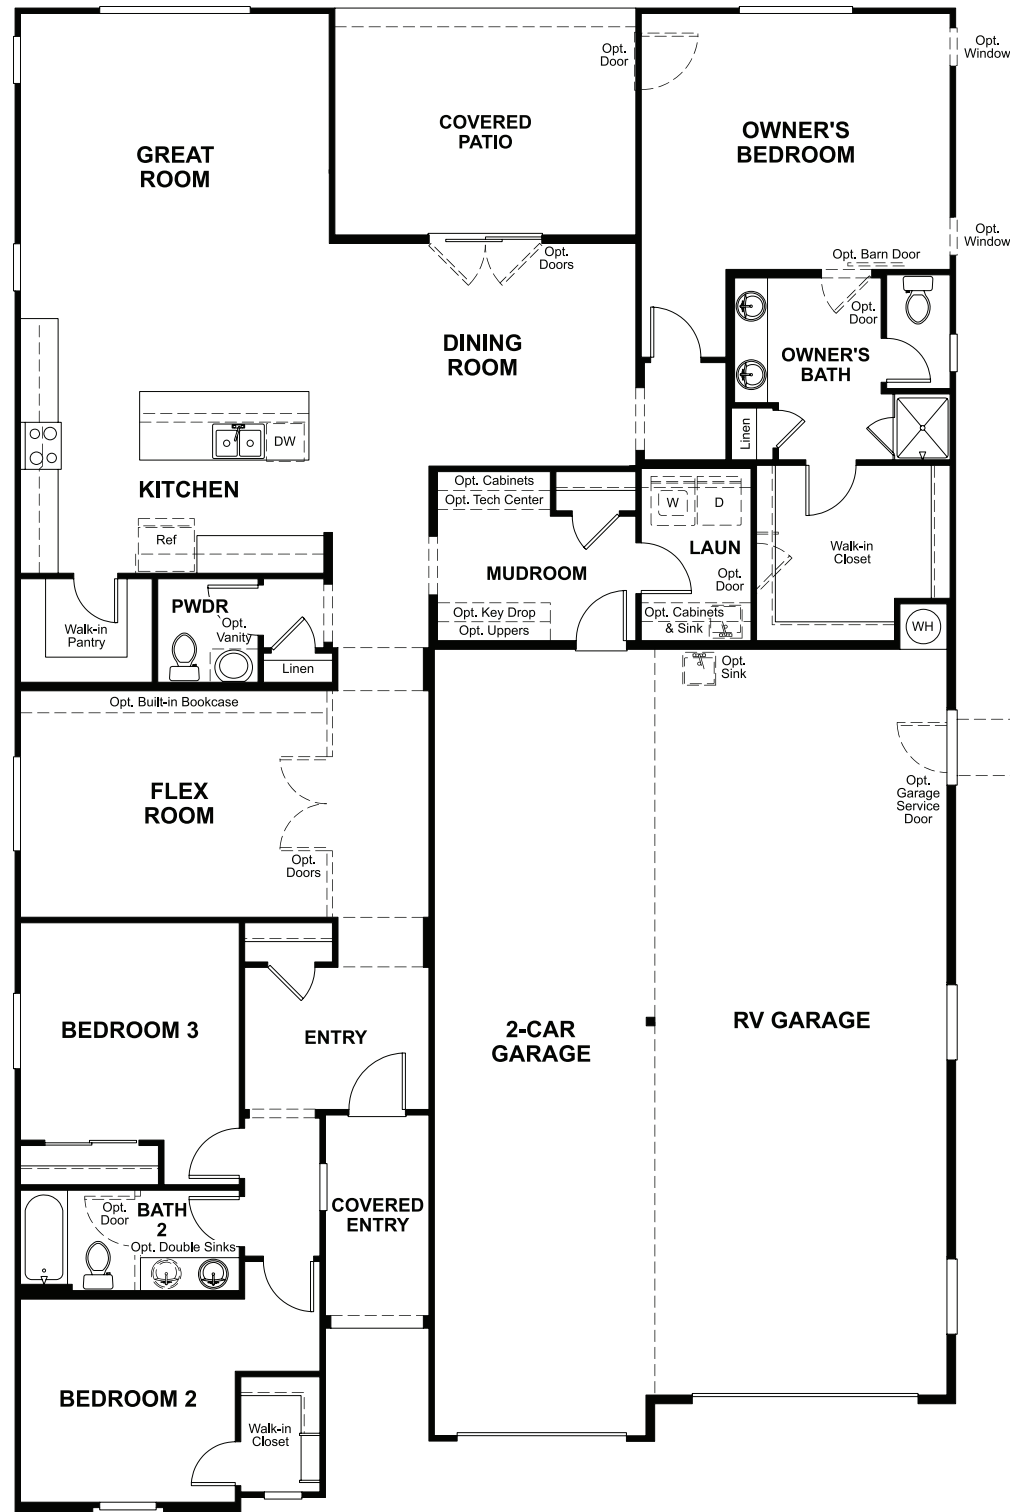 Opt.
Window
Opt.
Door
COVERED
PATIO
OWNER'S
BEDROOM
GREAT
ROOM
Opt.
Window
Opt.
Doors
Opt. Barn Door
Opt.
Door
DINING
ROOM
OWNER'S
BATH
Linen
DW
KITCHEN
Opt. Cabinets
Opt. Tech Center
W
D
Ref
LAUN
Walk-in
Closet
MUDROOM
Opt.
Door
PWDR
Opt.
Vanity
Walk-in
Pantry
Opt. Key Drop
Opt. Uppers
Opt. Cabinets
& Sink
WH
Linen
Opt.
Sink
Opt. Built-in Bookcase
FLEX
ROOM
Opt.
Garage
Service
Door
Opt.
Doors
BEDROOM 3
ENTRY
2-CAR
GARAGE
RV GARAGE
Opt.
Door
BATH
2
Opt. Double Sinks
COVERED
ENTRY
BEDROOM 2
Walk-in
Closet